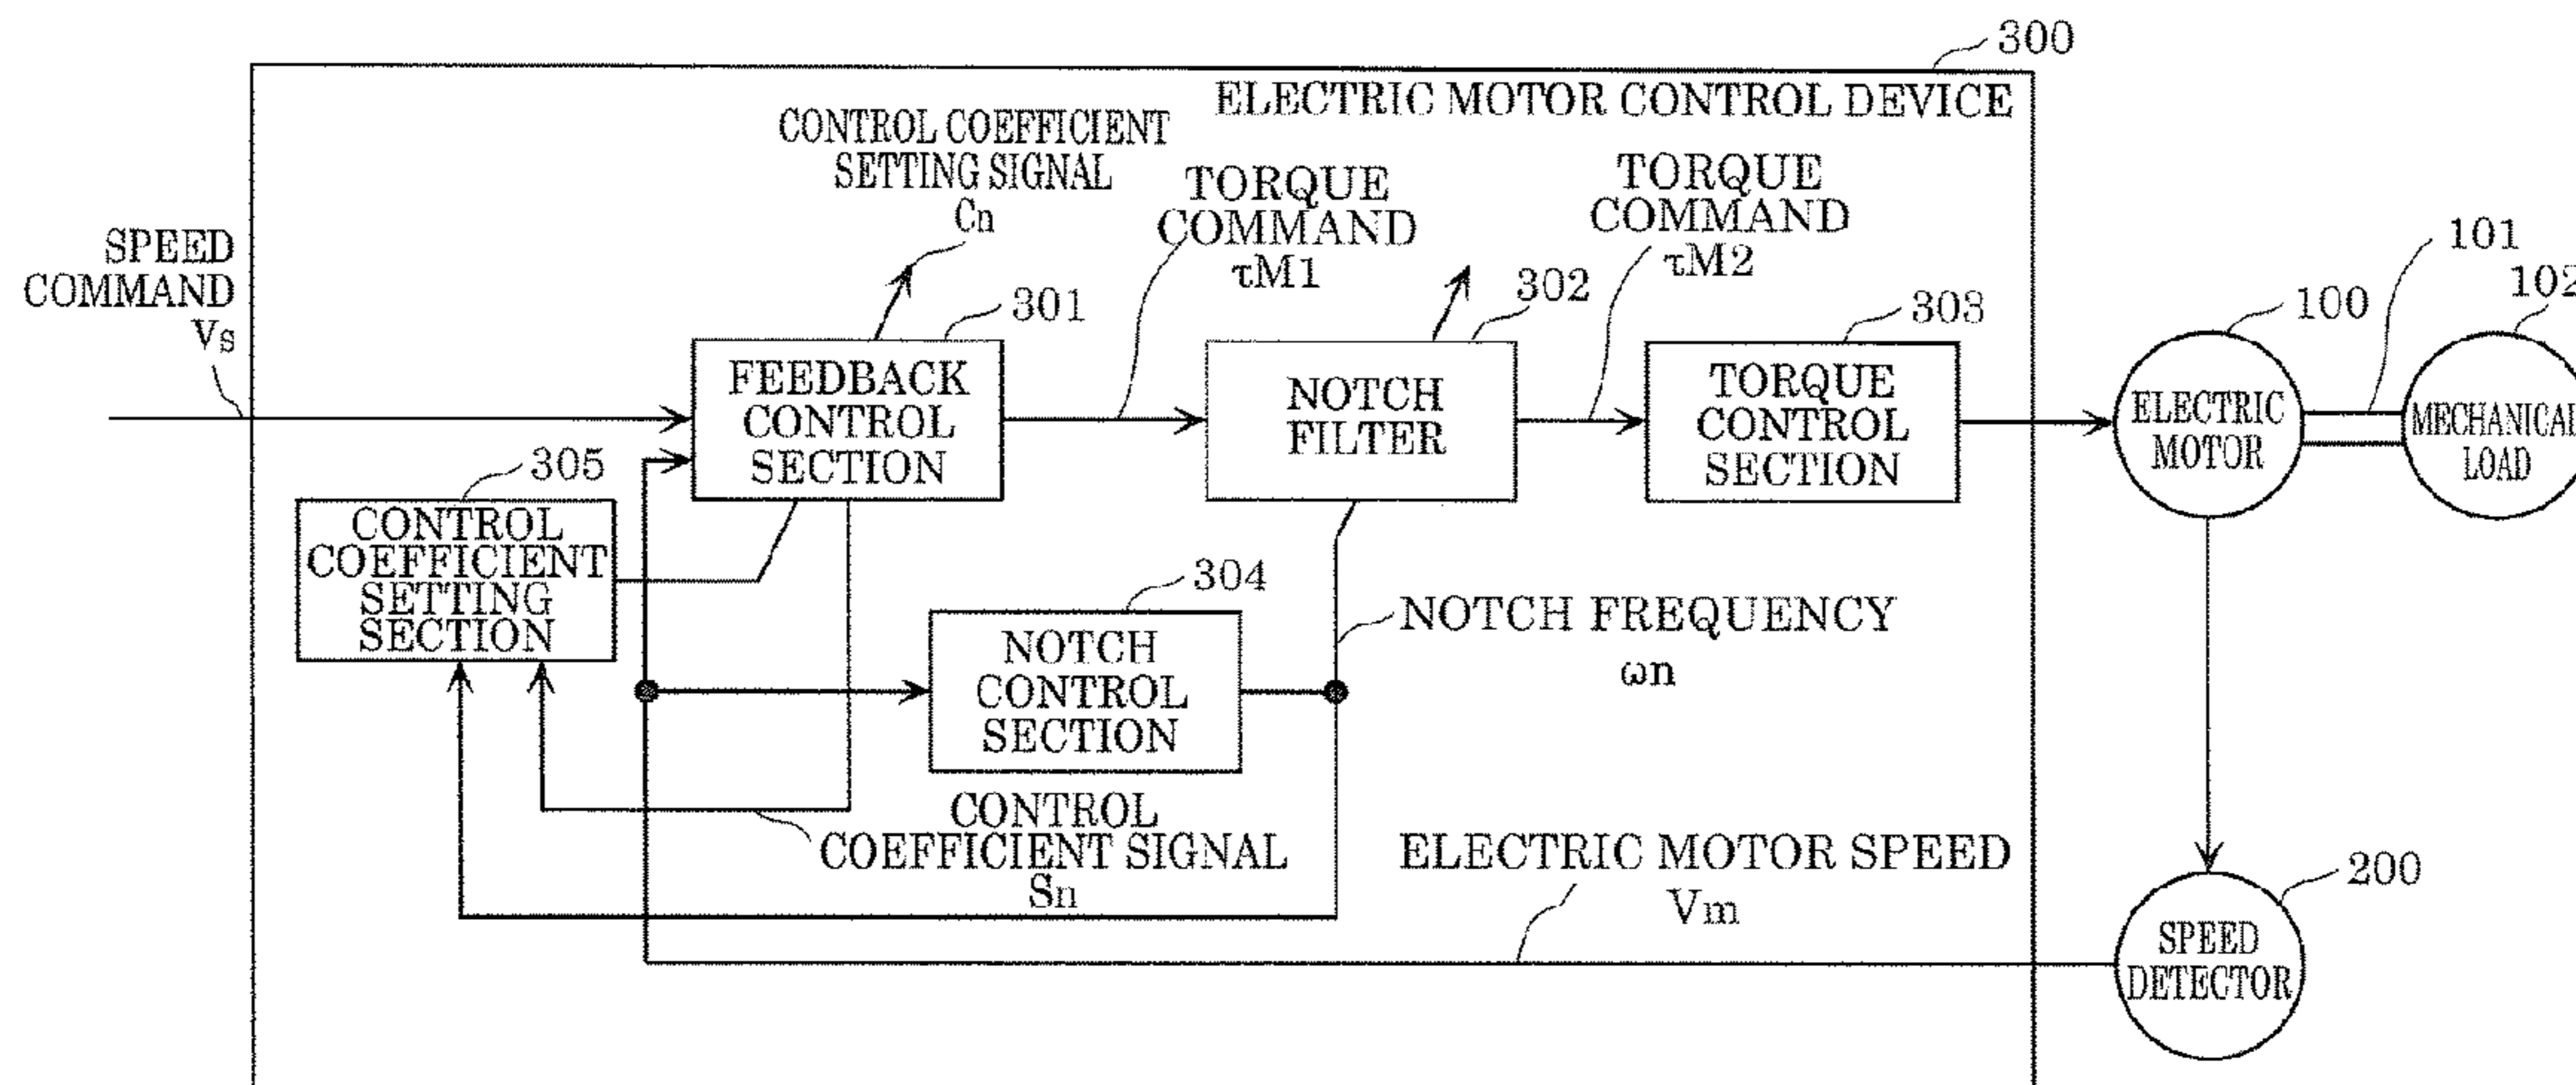 300
ELECTRIC MOTOR CONTROL DEVICE
CONTROL COEFFICIENT
SETTING SIGNAL
Cn
TORQUE
COMMAND
τM1
TORQUE
COMMAND
τM2
SPEED
COMMAND
Vs
301
302
303
100
101
102
FEEDBACK
CONTROL
SECTION
NOTCH
FILTER
TORQUE
CONTROL
SECTION
ELECTRIC
MOTOR
MECHANICAL
LOAD
305
CONTROL
COEFFICIENT
SETTING
SECTION
304
NOTCH
CONTROL
SECTION
NOTCH FREQUENCY
ωn
CONTROL
COEFFICIENT SIGNAL
Sn
ELECTRIC MOTOR SPEED
Vm
200
SPEED
DETECTOR